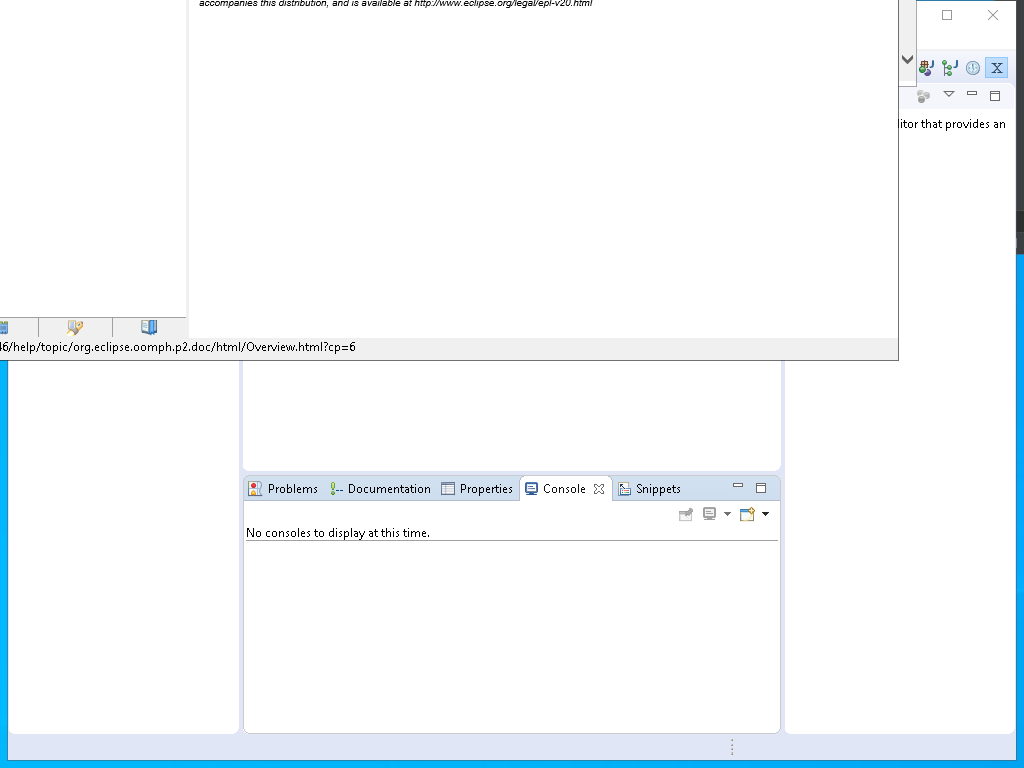 accompanies this distribution, and is available at http://www.eclipse.org/legal/epl-v20.html
X
itor that provides an
46/help/topic/org.eclipse.oomph.p2.doc/html/Overview.html?cp=6
Problems Documentation Properties Console Snippets
No consoles to display at this time.